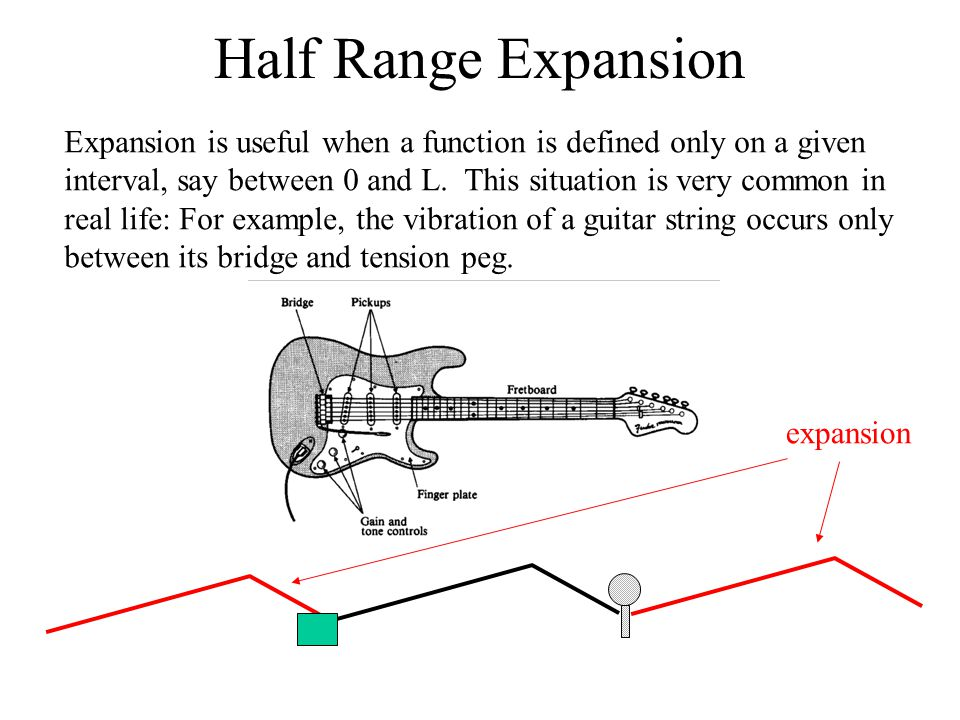 Half Range Expansion
Expansion is useful when a function is defined only on a given
interval, say between 0 and L.  This situation is very common in
real life: For example, the vibration of a guitar string occurs only
between its bridge and tension peg.
Bridge
Pickups
Fretboard
Finger plate
Gain and
tone controls
expansion